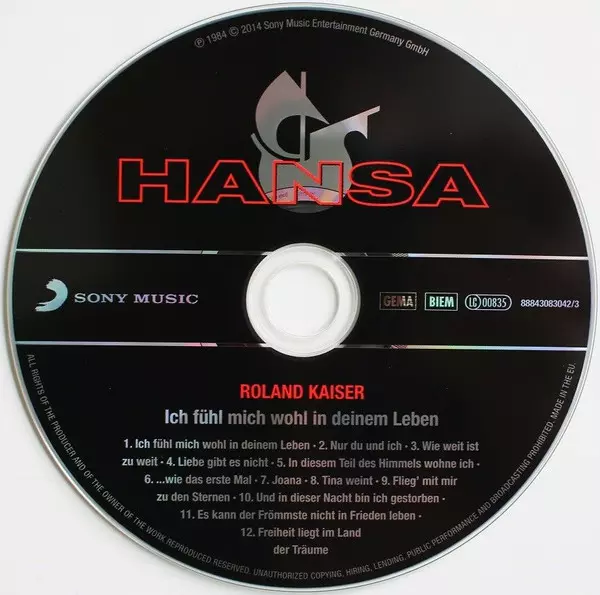 ℗ 1984 © 2014 Sony Music Entertainment Germany GmbH
HANSA
SONY MUSIC
GEMA
BIEM
LC 00835
88843083042/3
ROLAND KAISER
Ich fühl mich wohl in deinem Leben
1. Ich fühl mich wohl in deinem Leben · 2. Nur du und ich · 3. Wie weit ist
zu weit · 4. Liebe gibt es nicht · 5. In diesem Teil des Himmels wohne ich ·
6. ...wie das erste Mal · 7. Joana · 8. Tina weint · 9. Flieg' mit mir
zu den Sternen · 10. Und in dieser Nacht bin ich gestorben ·
11. Es kann der Frömmste nicht in Frieden leben ·
12. Freiheit liegt im Land
der Träume
ALL RIGHTS OF THE PRODUCER AND OF THE OWNER OF THE WORK REPRODUCED RESERVED. UNAUTHORIZED COPYING, HIRING, LENDING, PUBLIC PERFORMANCE AND BROADCASTING PROHIBITED. MADE IN THE EU.